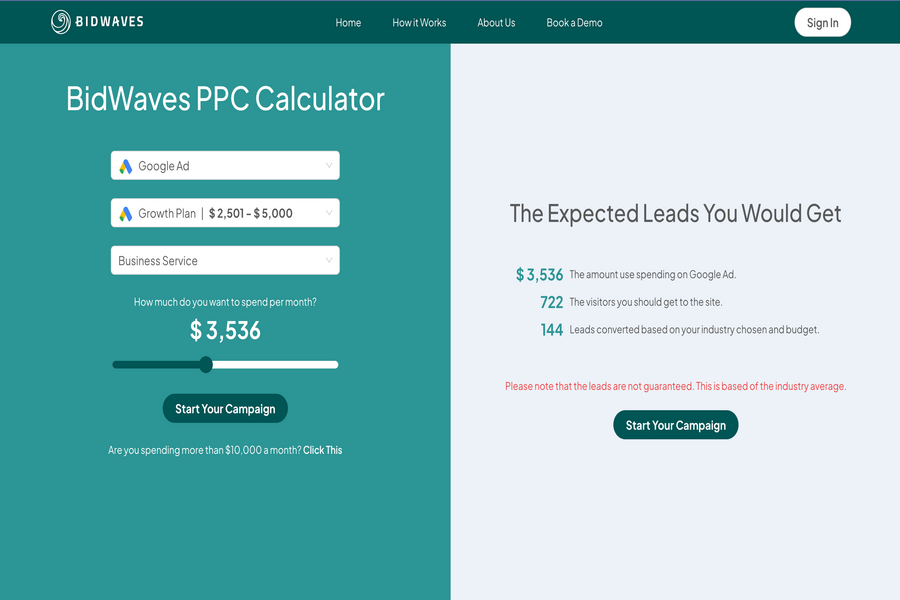 BIDWAVES
Home How it Works About Us Book a Demo Sign In
BidWaves PPC Calculator
Google Ad
Growth Plan | $ 2,501 - $ 5,000
Business Service
How much do you want to spend per month?
$ 3,536
Start Your Campaign
Are you spending more than $10,000 a month? Click This
The Expected Leads You Would Get
$ 3,536 The amount use spending on Google Ad.
722 The visitors you should get to the site.
144 Leads converted based on your industry chosen and budget.
Please note that the leads are not guaranteed. This is based of the industry average.
Start Your Campaign